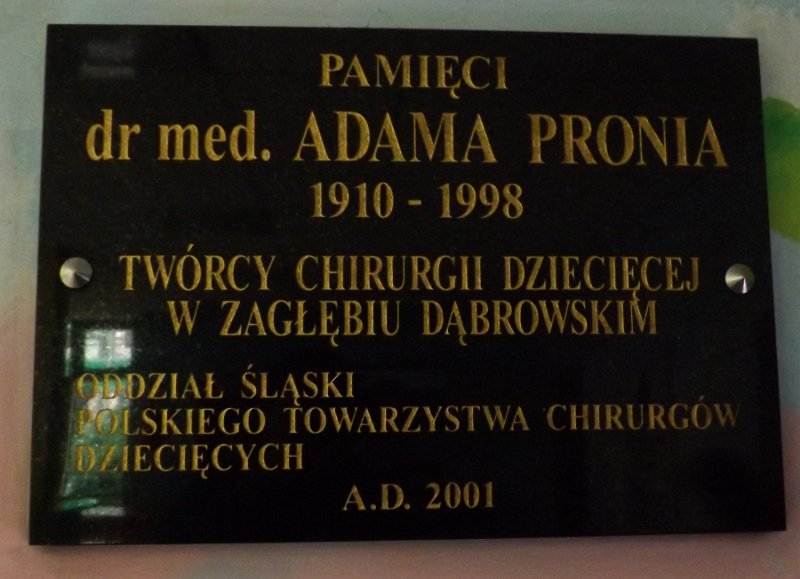 PAMIĘCI
dr med. ADAMA PRONIA
1910 - 1998
TWÓRCY CHIRURGII DZIECIĘCEJ
W ZAGŁĘBIU DĄBROWSKIM
ODDZIAŁ ŚLĄSKI
POLSKIEGO TOWARZYSTWA CHIRURGÓW
DZIECIĘCYCH
A.D. 2001